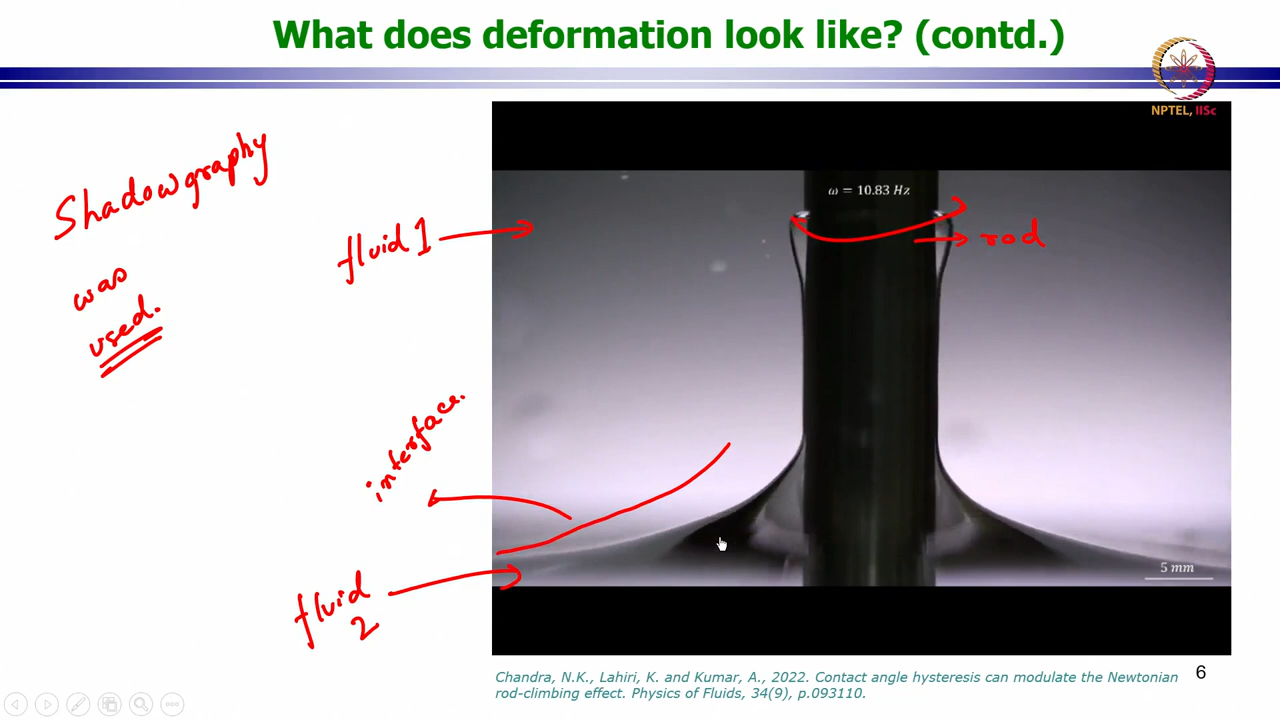 What does deformation look like? (contd.)
NPTEL, IISc
Shadowgraphy
was
used.
fluid 1
ω = 10.83 Hz
rod
interface.
fluid
2
5 mm
Chandra, N.K., Lahiri, K. and Kumar, A., 2022. Contact angle hysteresis can modulate the Newtonian
rod-climbing effect. Physics of Fluids, 34(9), p.093110.
6